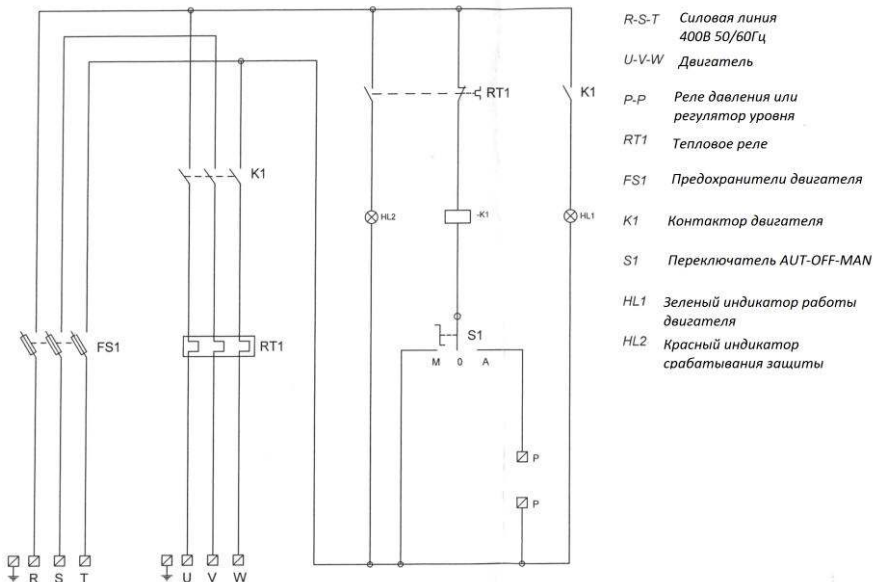 RT1
K1
K1
HL2
-K1
HL1
S1
M 0 A
FS1
RT1
P
P
R S T U V W
R-S-T Силовая линия
400В 50/60Гц
U-V-W Двигатель
P-P Реле давления или
регулятор уровня
RT1 Тепловое реле
FS1 Предохранители двигателя
K1 Контактор двигателя
S1 Переключатель AUT-OFF-MAN
HL1 Зеленый индикатор работы
двигателя
HL2 Красный индикатор
срабатывания защиты